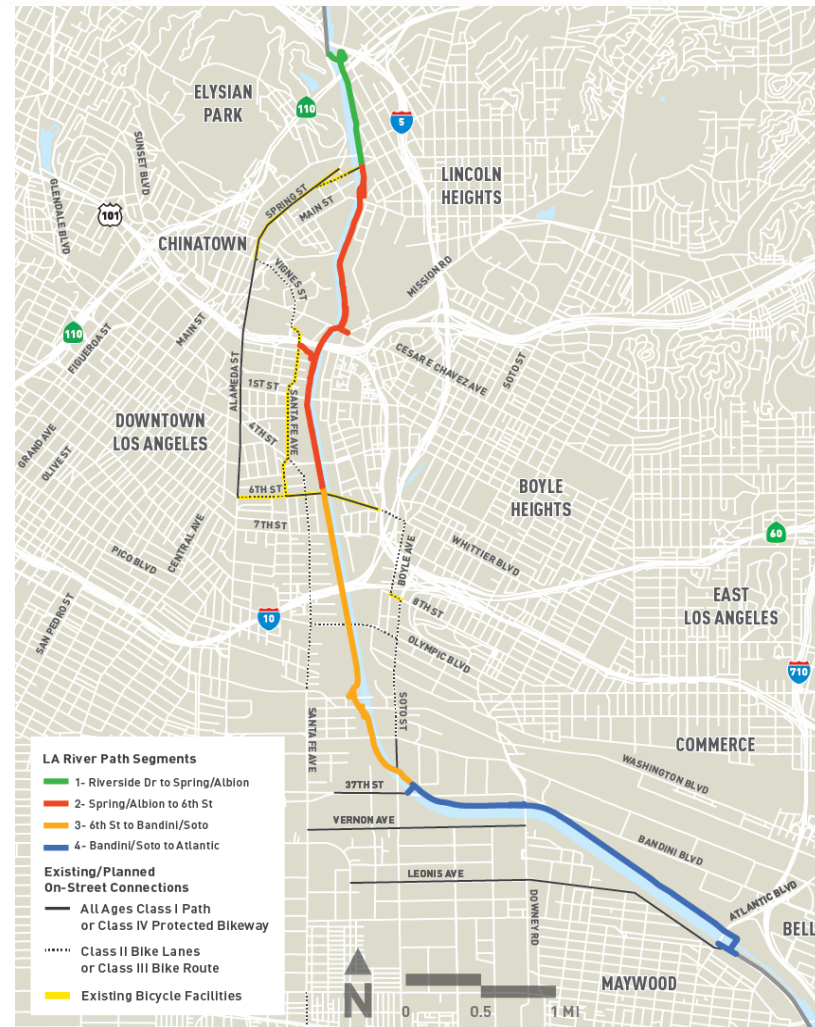 ELYSIAN
PARK
110
5
SUNSET BLVD
GLENDALE BLVD
LINCOLN
HEIGHTS
SPRING ST
MAIN ST
101
CHINATOWN
VIGNES ST
MISSION RD
110
FIGUEROA ST
MAIN ST
CESAR E CHAVEZ AVE
SOTO ST
ALAMEDA ST
1ST ST
SANTA FE AVE
DOWNTOWN
LOS ANGELES
4TH ST
GRAND AVE
OLIVE ST
6TH ST
BOYLE
HEIGHTS
7TH ST
CENTRAL AVE
PICO BLVD
BOYLE AVE
WHITTIER BLVD
60
SAN PEDRO ST
10
8TH ST
EAST
LOS ANGELES
OLYMPIC BLVD
710
SANTA FE AVE
SOTO ST
COMMERCE
WASHINGTON BLVD
37TH ST
VERNON AVE
BANDINI BLVD
LEONIS AVE
DOWNEY RD
ATLANTIC BLVD
BELL
MAYWOOD
LA River Path Segments
1- Riverside Dr to Spring/Albion
2- Spring/Albion to 6th St
3- 6th St to Bandini/Soto
4- Bandini/Soto to Atlantic
Existing/Planned
On-Street Connections
All Ages Class I Path
or Class IV Protected Bikeway
Class II Bike Lanes
or Class III Bike Route
Existing Bicycle Facilities
N
0 0.5 1 MI